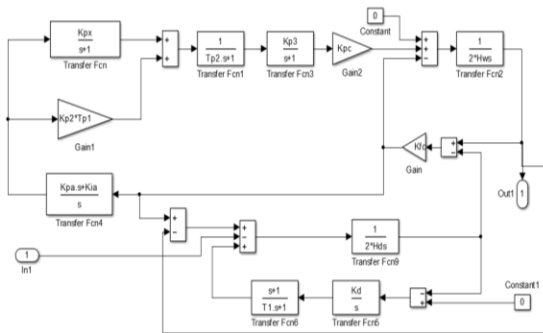 Kpx
s+1
Transfer Fcn
1
Tp2.s+1
Transfer Fcn1
Kp3
s+1
Transfer Fcn3
Kpc
Gain2
0
Constant
1
2*Hws
Transfer Fcn2
Kp2*Tp1
Gain1
Kfc
Gain
Kpa.s+Kia
s
Transfer Fcn4
1
Out1
1
In1
1
2*Hds
Transfer Fcn9
s+1
T1.s+1
Transfer Fcn6
Kd
s
Transfer Fcn5
Constant1
0